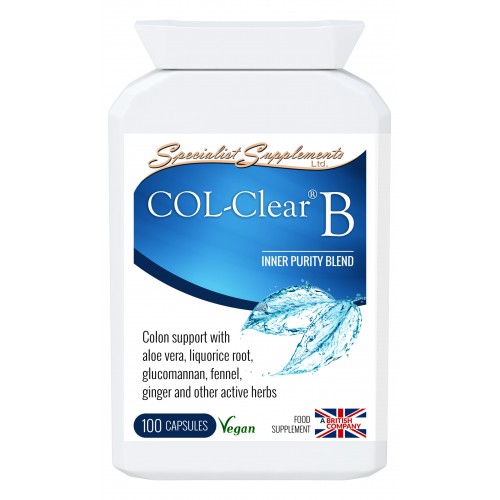 Specialist Supplements
Ltd.
COL-Clear® B
INNER PURITY BLEND
Colon support with
aloe vera, liquorice root,
glucomannan, fennel,
ginger and other active herbs
100 CAPSULES
Vegan
FOOD
SUPPLEMENT
A BRITISH
COMPANY